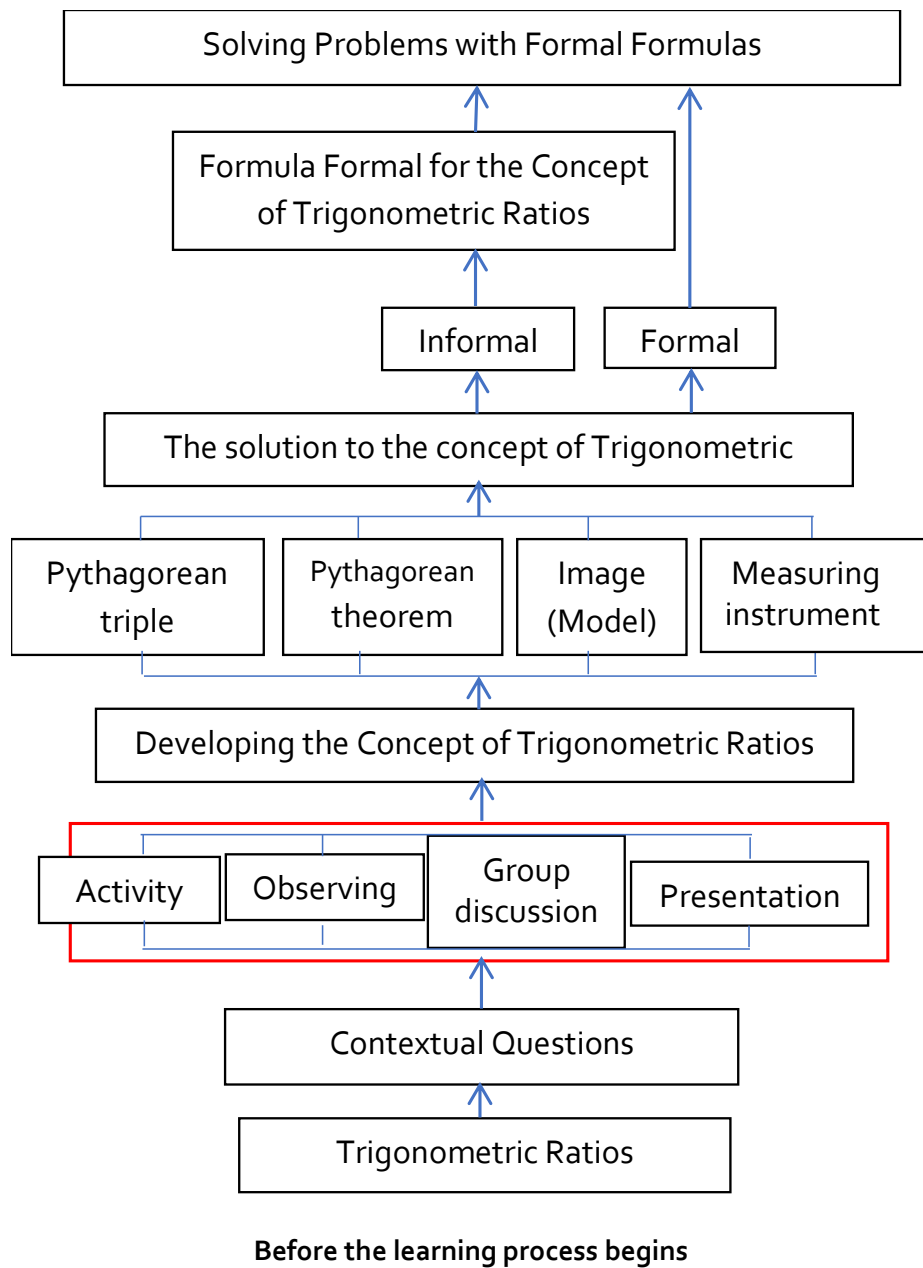 Solving Problems with Formal Formulas
Formula Formal for the Concept
of Trigonometric Ratios
Informal
Formal
The solution to the concept of Trigonometric
Pythagorean
triple
Pythagorean
theorem
Image
(Model)
Measuring
instrument
Developing the Concept of Trigonometric Ratios
Activity
Observing
Group
discussion
Presentation
Contextual Questions
Trigonometric Ratios
Before the learning process begins